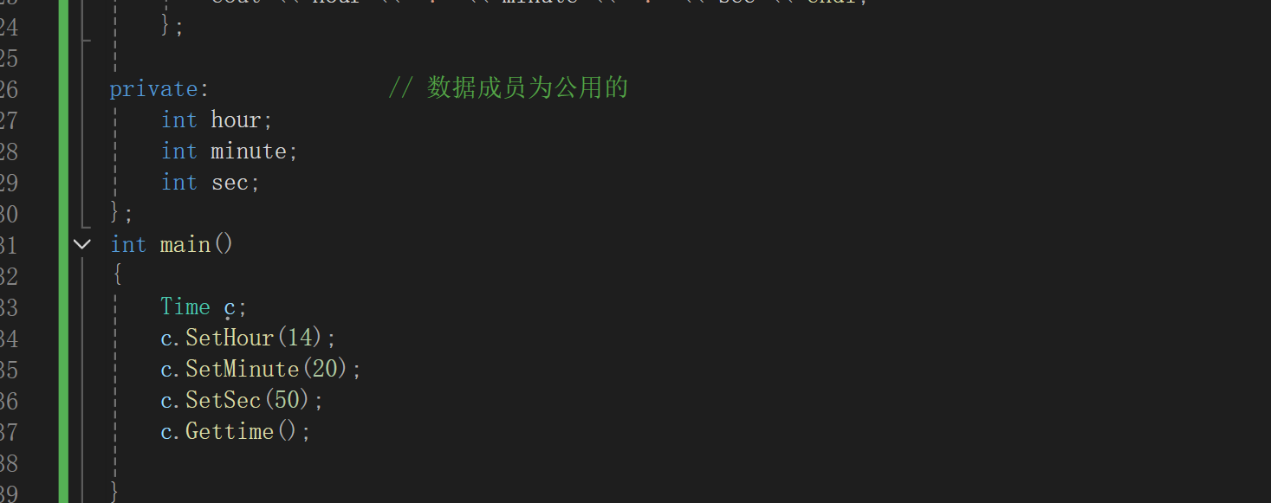 24 };
25
26 private: // 数据成员为公用的
27 int hour;
28 int minute;
29 int sec;
30 };
31 int main()
32 {
33 Time c;
34 c.SetHour(14);
35 c.SetMinute(20);
36 c.SetSec(50);
37 c.Gettime();
38
39 }